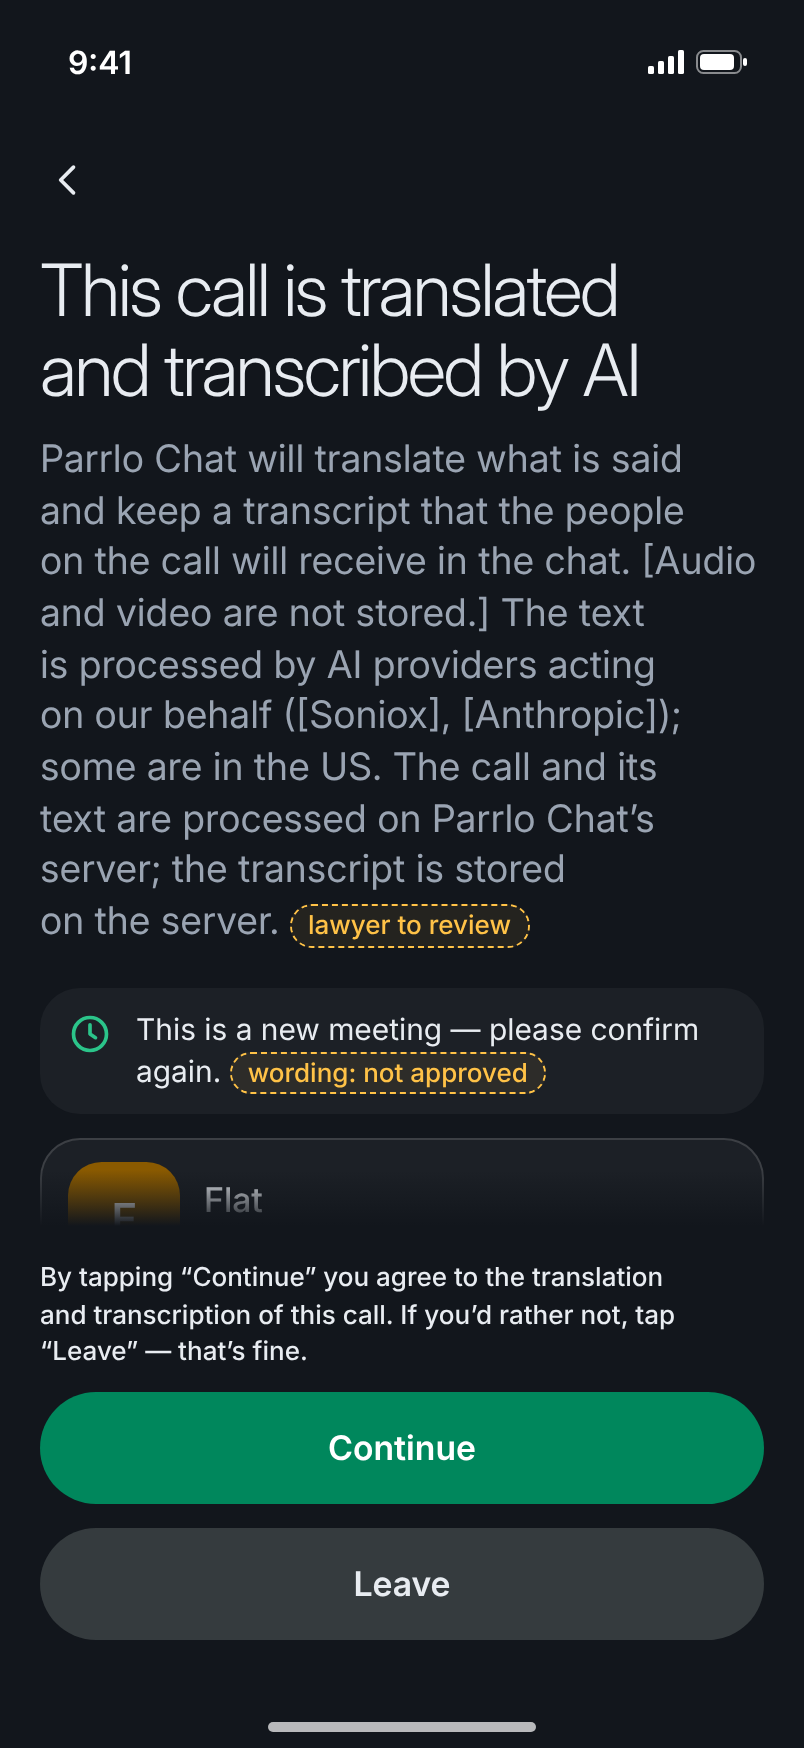 9:41
This call is translated
and transcribed by AI
Parrlo Chat will translate what is said
and keep a transcript that the people
on the call will receive in the chat. [Audio
and video are not stored.] The text
is processed by AI providers acting
on our behalf ([Soniox], [Anthropic]);
some are in the US. The call and its
text are processed on Parrlo Chat’s
server; the transcript is stored
on the server. lawyer to review
This is a new meeting — please confirm
again. wording: not approved
Flat
By tapping “Continue” you agree to the translation
and transcription of this call. If you’d rather not, tap
“Leave” — that’s fine.
Continue
Leave